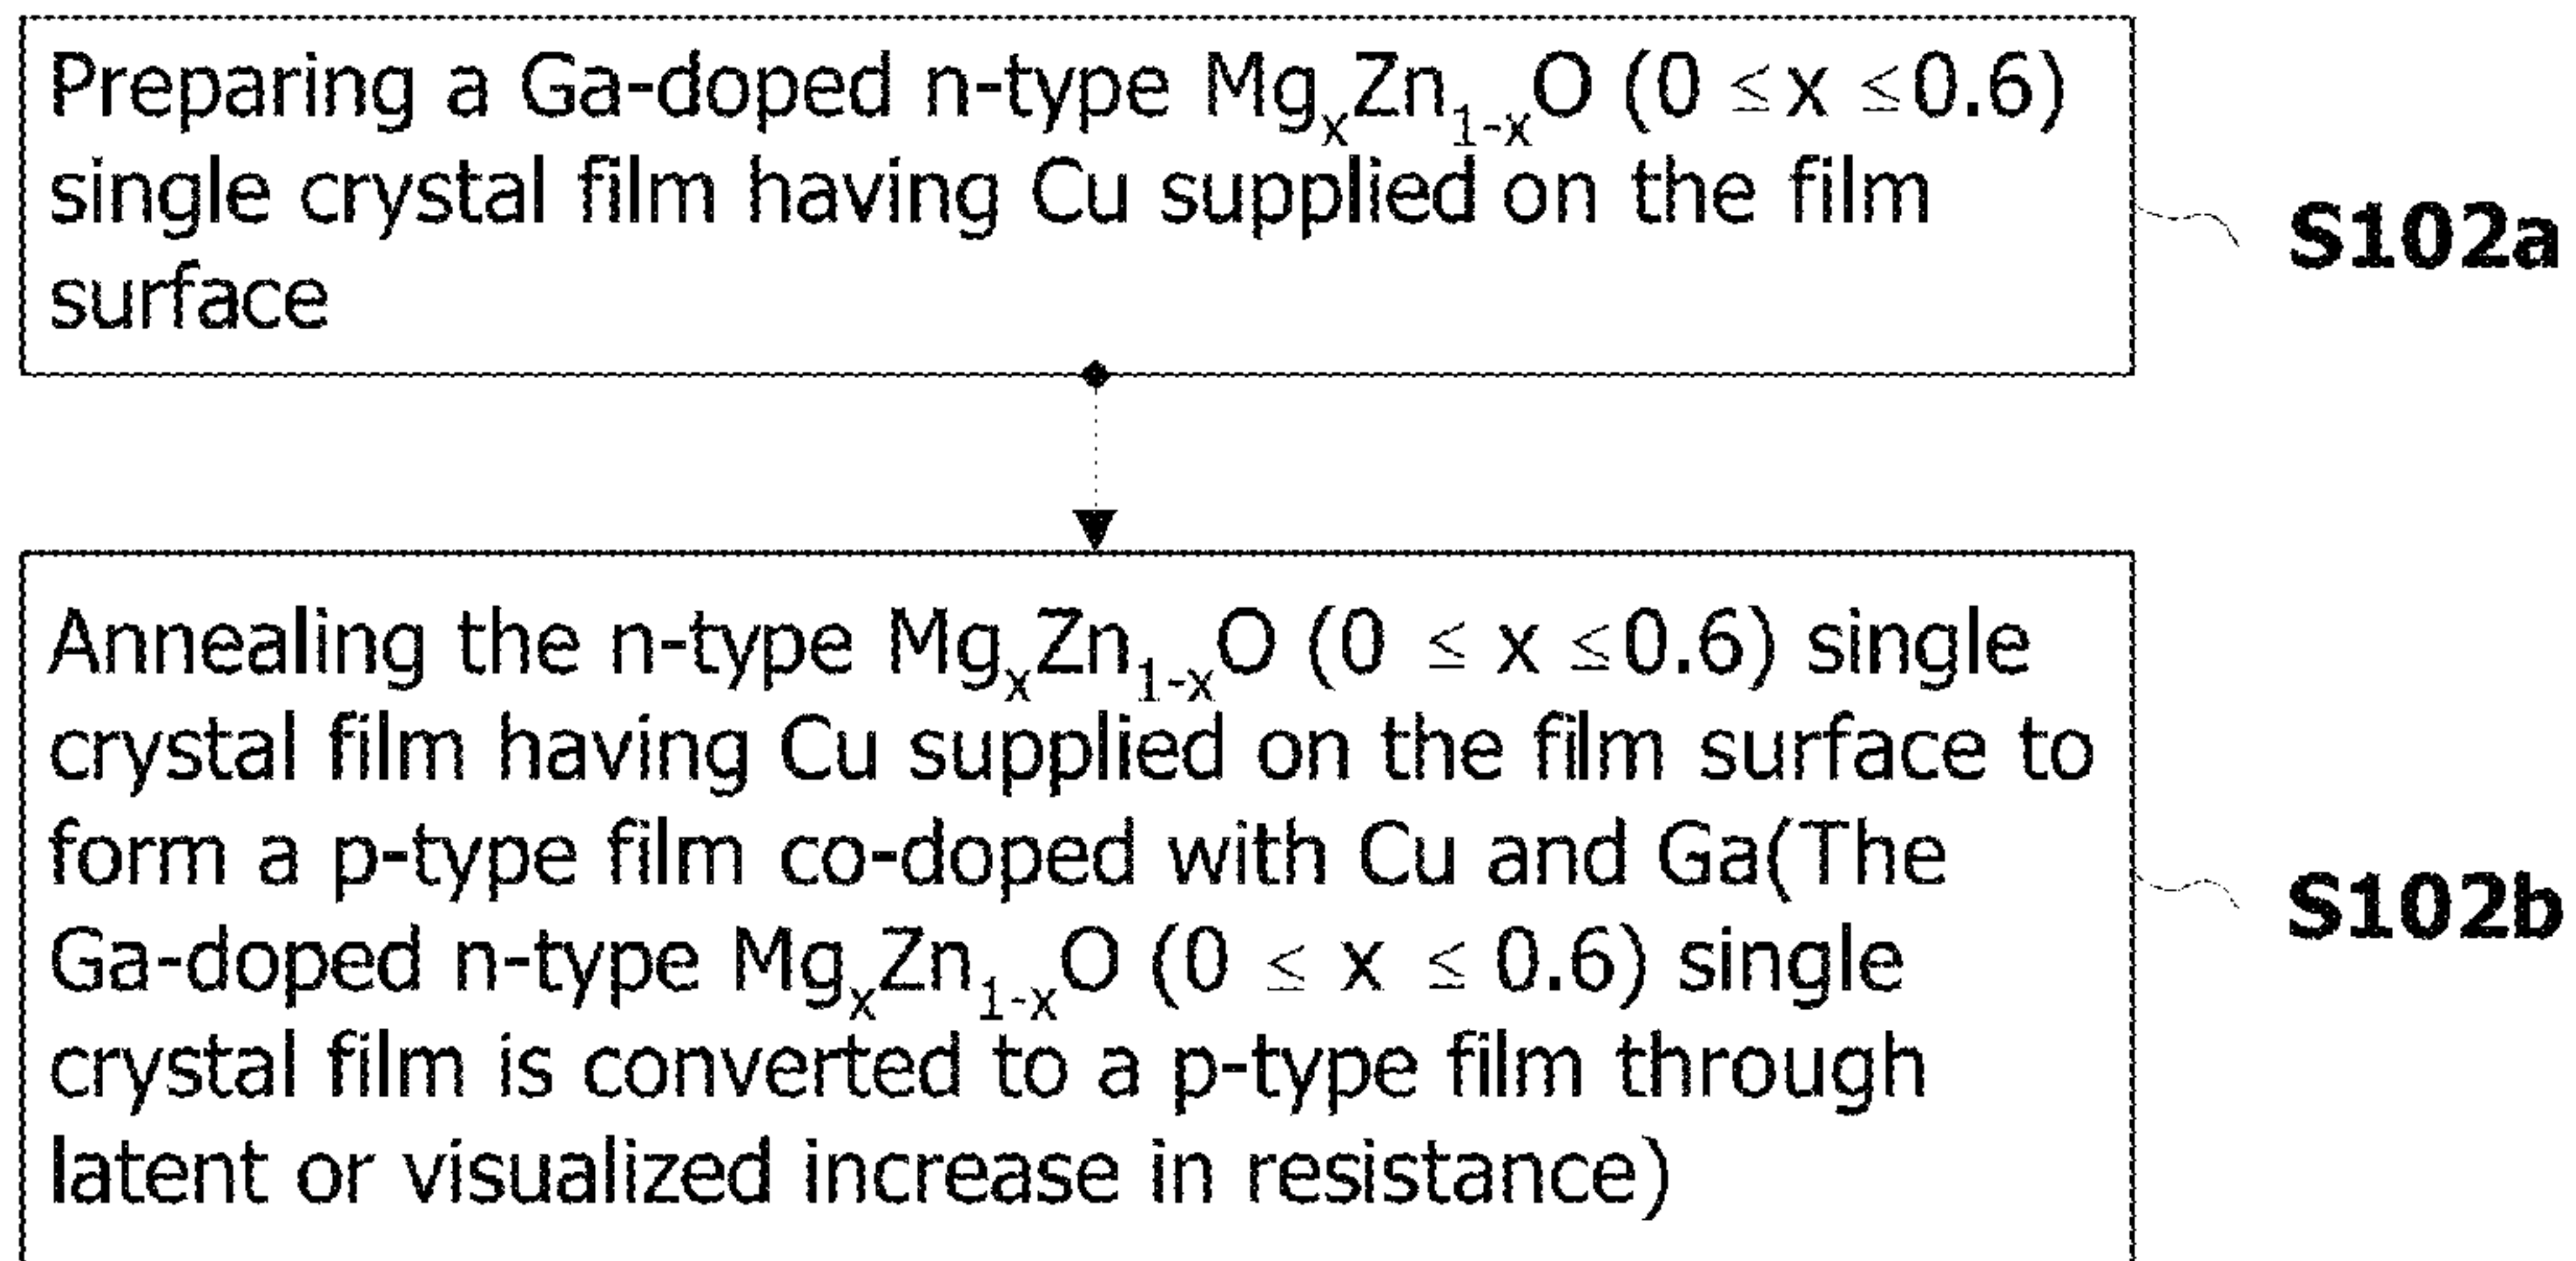 Preparing a Ga-doped n-type MgₓZn₁₋ₓO (0 ≤ x ≤0.6)
single crystal film having Cu supplied on the film
surface
S102a
Annealing the n-type MgₓZn₁₋ₓO (0 ≤ x ≤0.6) single
crystal film having Cu supplied on the film surface to
form a p-type film co-doped with Cu and Ga(The
Ga-doped n-type MgₓZn₁₋ₓO (0 ≤ x ≤ 0.6) single
crystal film is converted to a p-type film through
latent or visualized increase in resistance)
S102b